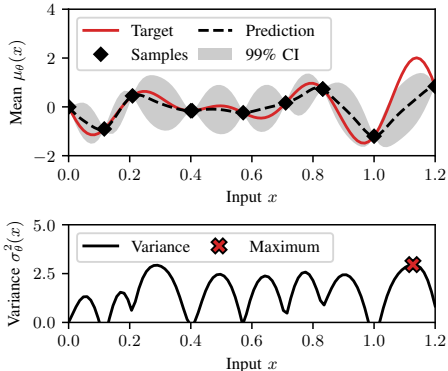 Mean μθ(x)
4
2
0
−2
Target
Prediction
Samples
99% CI
0.0
0.2
0.4
0.6
0.8
1.0
1.2
Input x
Variance σ²θ(x)
5.0
2.5
0.0
Variance
Maximum
0.0
0.2
0.4
0.6
0.8
1.0
1.2
Input x